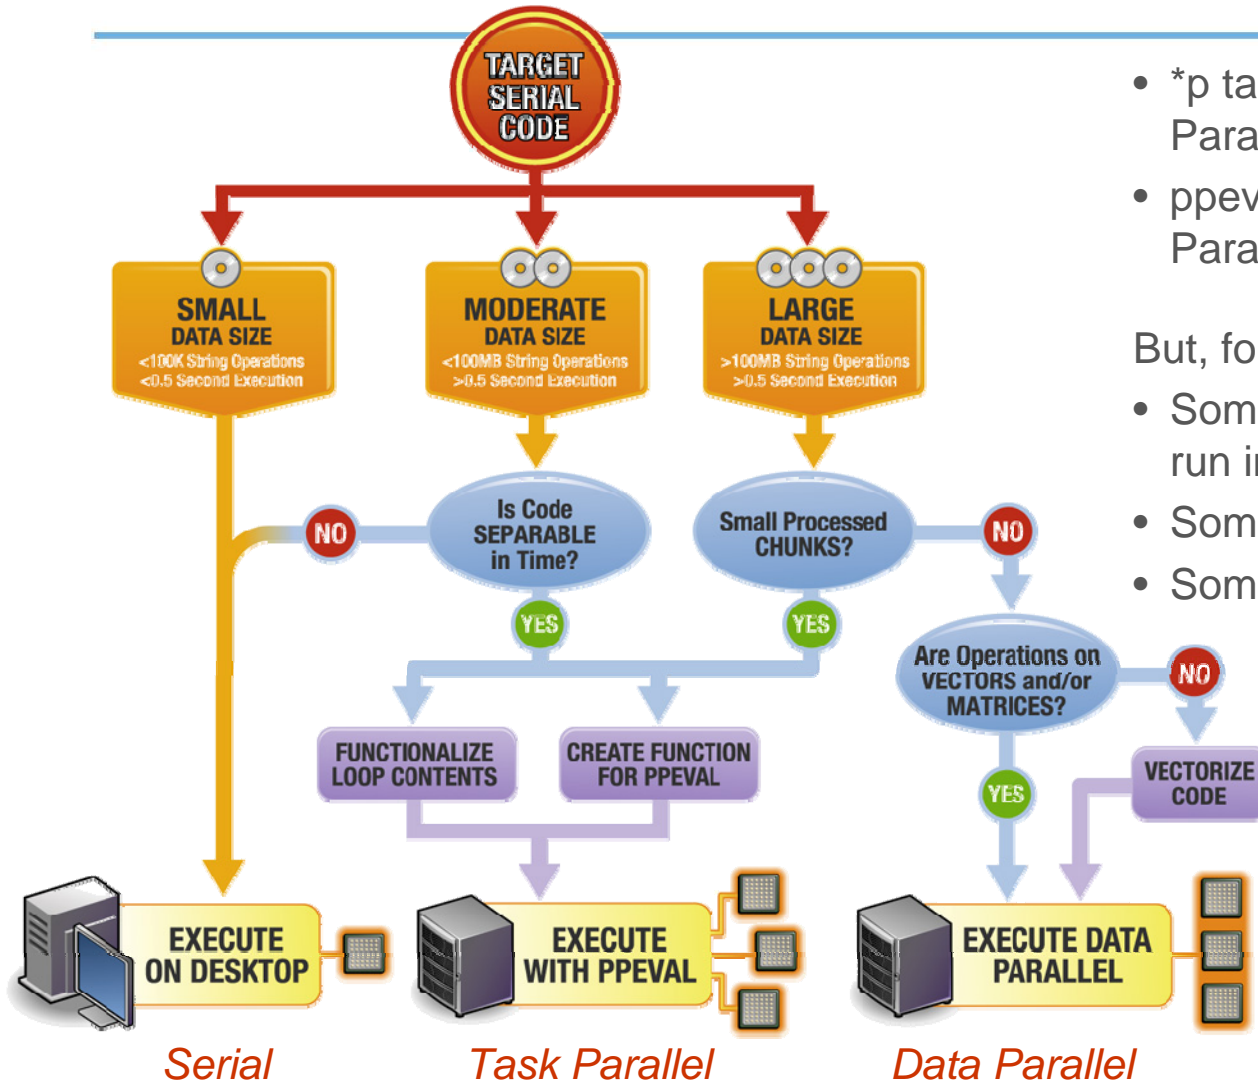 TARGET
SERIAL
CODE
• *p ta
Para
• ppev
Para
SMALL
DATA SIZE
<100K String Operations
<0.5 Second Execution
MODERATE
DATA SIZE
<100MB String Operations
>0.5 Second Execution
LARGE
DATA SIZE
>100MB String Operations
>0.5 Second Execution
But, fo
• Som
run i
• Som
• Som
NO
Is Code
SEPARABLE
in Time?
Small Processed
CHUNKS?
NO
YES
YES
Are Operations on
VECTORS and/or
MATRICES?
NO
FUNCTIONALIZE
LOOP CONTENTS
CREATE FUNCTION
FOR PPEVAL
YES
VECTORIZE
CODE
EXECUTE
ON DESKTOP
EXECUTE
WITH PPEVAL
EXECUTE DATA
PARALLEL
Serial
Task Parallel
Data Parallel